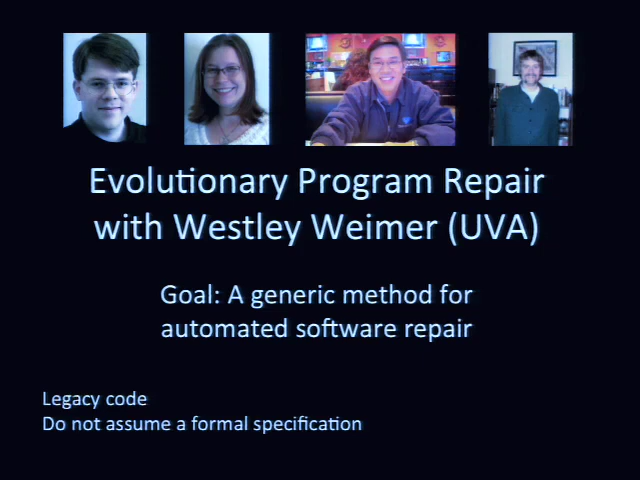 Evolutionary Program Repair
with Westley Weimer (UVA)
Goal: A generic method for
automated software repair
Legacy code
Do not assume a formal specification